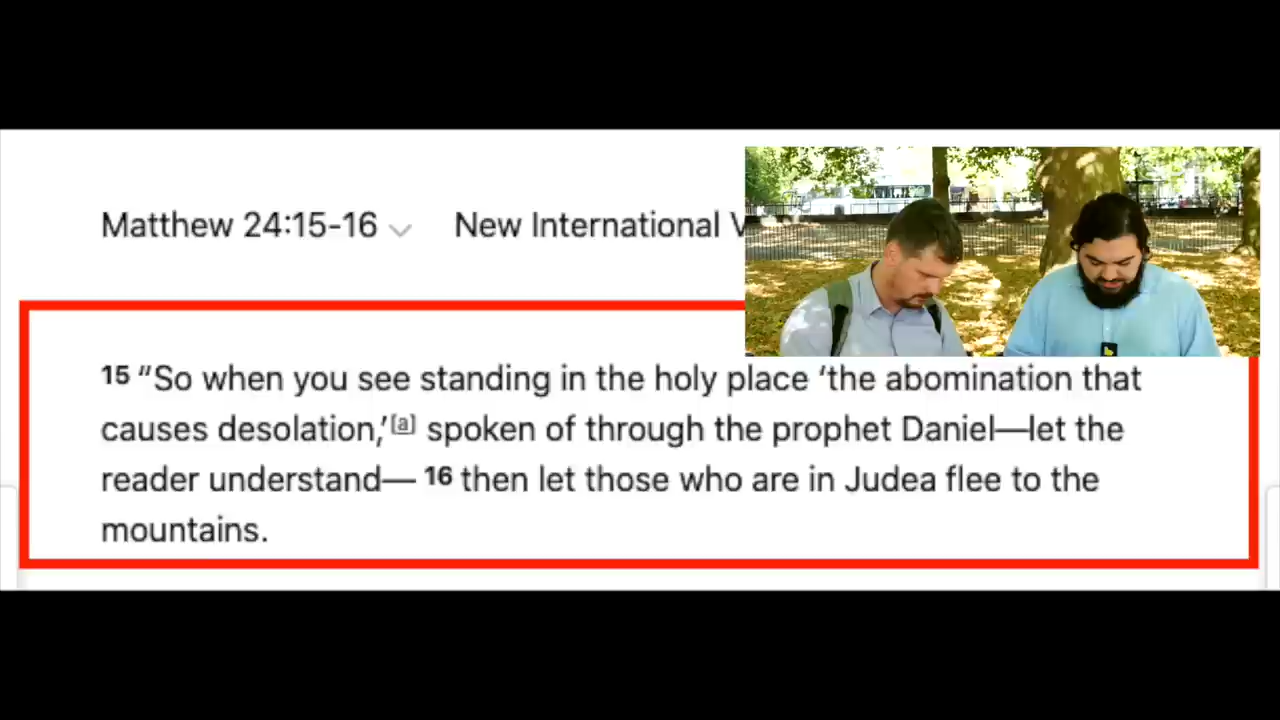 Matthew 24:15-16 New International V
15 "So when you see standing in the holy place ‘the abomination that
causes desolation,’[a] spoken of through the prophet Daniel—let the
reader understand— 16 then let those who are in Judea flee to the
mountains.